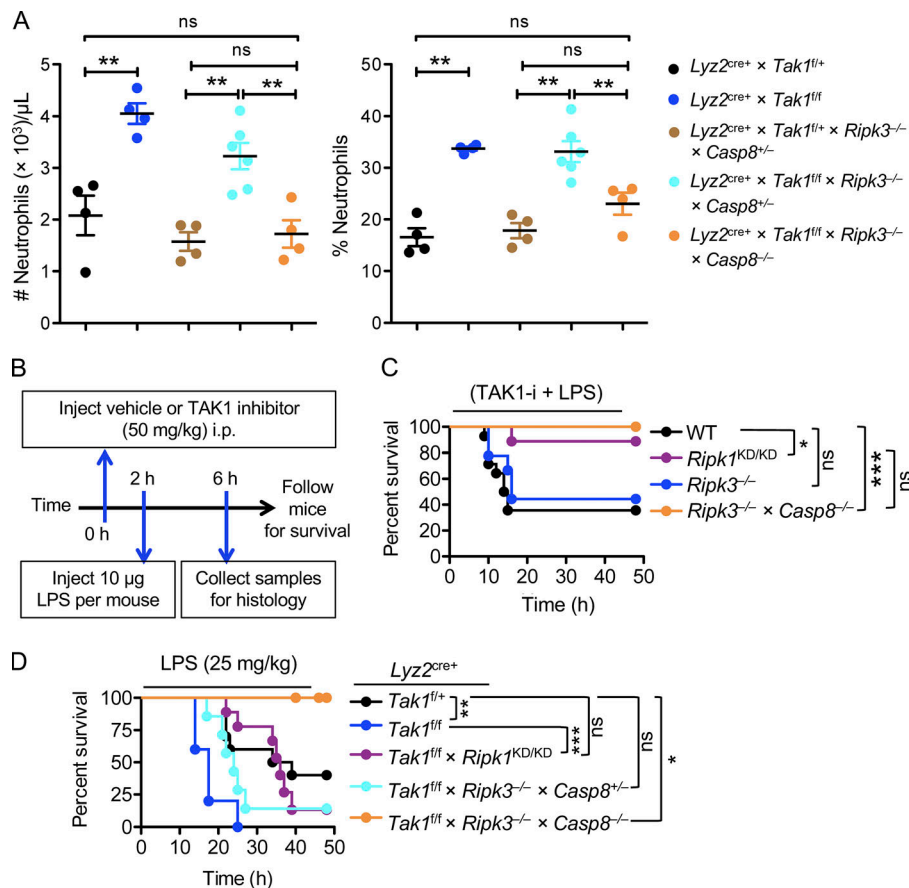 A
ns
ns
**
**
**
# Neutrophils (× 10³)/µL
5
4
3
2
1
0
ns
ns
**
**
**
% Neutrophils
50
40
30
20
10
0
Lyz2ᶜʳᵉ⁺ × Tak1ᶠ/⁺
Lyz2ᶜʳᵉ⁺ × Tak1ᶠ/ᶠ
Lyz2ᶜʳᵉ⁺ × Tak1ᶠ/⁺ × Ripk3⁻/⁻
× Casp8⁺/⁻
Lyz2ᶜʳᵉ⁺ × Tak1ᶠ/ᶠ × Ripk3⁻/⁻
× Casp8⁺/⁻
Lyz2ᶜʳᵉ⁺ × Tak1ᶠ/ᶠ × Ripk3⁻/⁻
× Casp8⁻/⁻
B
Inject vehicle or TAK1 inhibitor
(50 mg/kg) i.p.
Time
0 h
2 h
6 h
Follow
mice
for survival
Inject 10 µg
LPS per mouse
Collect samples
for histology
C
(TAK1-i + LPS)
Percent survival
100
80
60
40
20
0
0 10 20 30 40 50
Time (h)
WT
Ripk1ᴷᴰ/ᴷᴰ
Ripk3⁻/⁻
Ripk3⁻/⁻ × Casp8⁻/⁻
*
ns
***
ns
D
LPS (25 mg/kg)
Percent survival
100
75
50
25
0
0 10 20 30 40 50
Time (h)
Lyz2ᶜʳᵉ⁺
Tak1ᶠ/⁺
Tak1ᶠ/ᶠ
Tak1ᶠ/ᶠ × Ripk1ᴷᴰ/ᴷᴰ
Tak1ᶠ/ᶠ × Ripk3⁻/⁻ × Casp8⁺/⁻
Tak1ᶠ/ᶠ × Ripk3⁻/⁻ × Casp8⁻/⁻
**
***
ns
ns
*